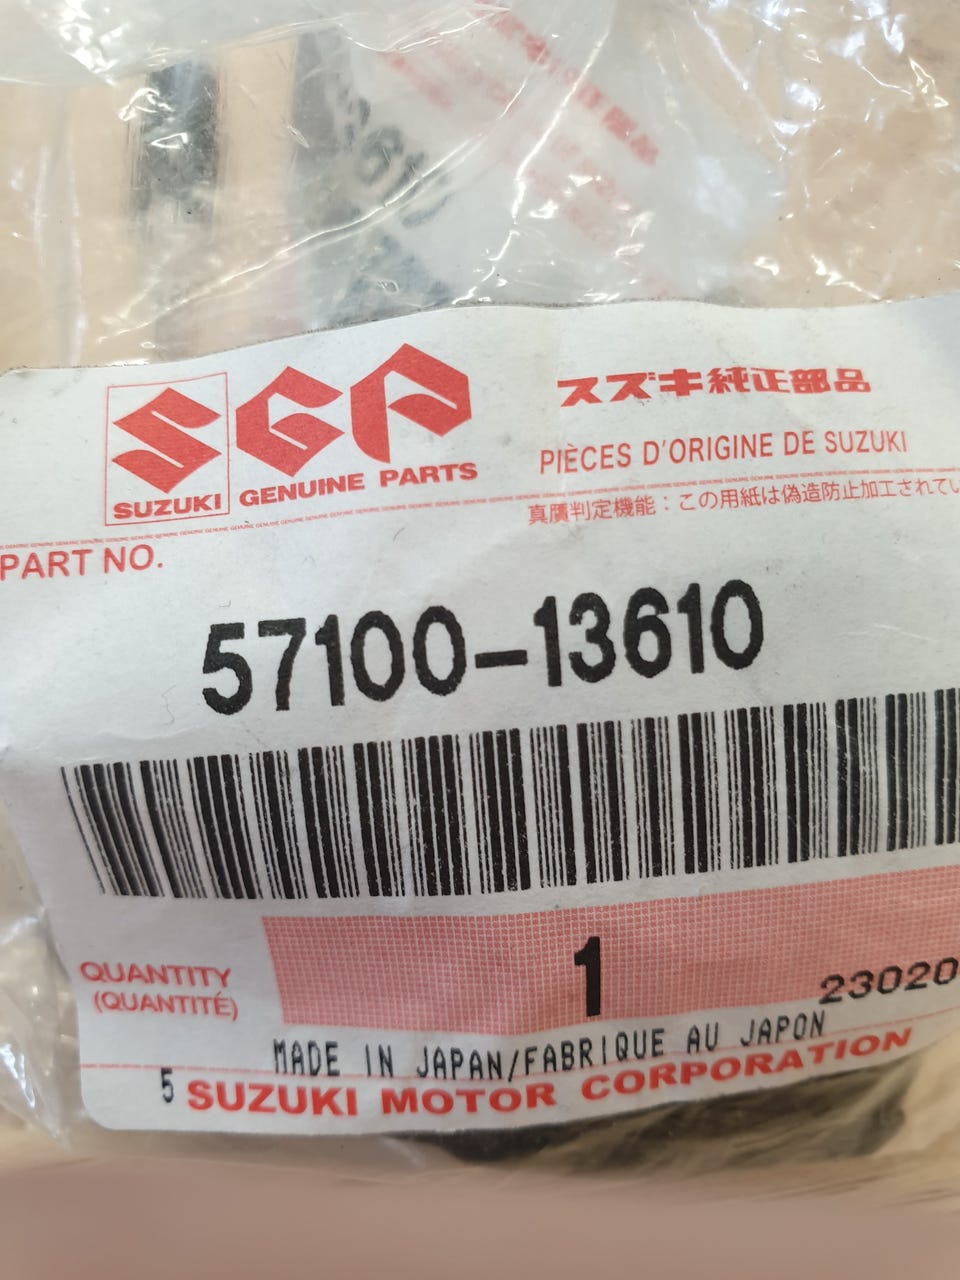 SUZUKI
GENUINE PARTS
スズキ純正部品
PIÈCES D'ORIGINE DE SUZUKI
真贋判定機能：この用紙は偽造防止加工されてい
PART NO.
57100-13610
QUANTITY
(QUANTITÉ)
1
23020
MADE IN JAPAN/FABRIQUE AU JAPON
5 SUZUKI MOTOR CORPORATION